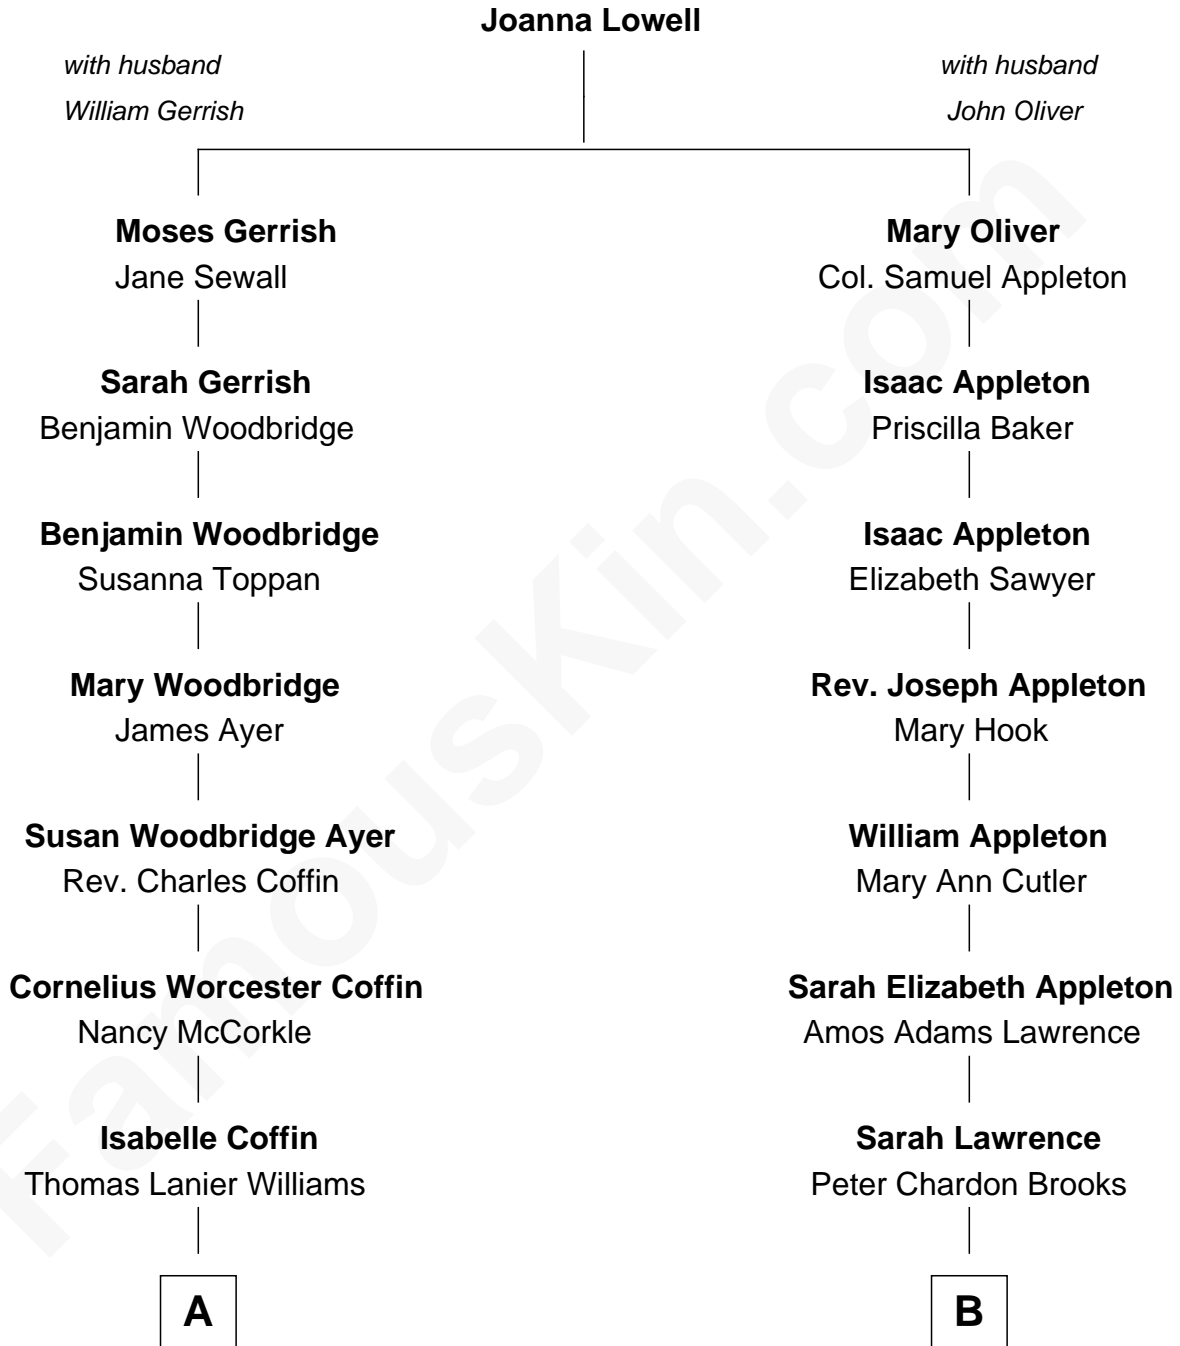 Joanna Lowell
with husband
William Gerrish
with husband
John Oliver
Moses Gerrish
Jane Sewall
Mary Oliver
Col. Samuel Appleton
Sarah Gerrish
Benjamin Woodbridge
Isaac Appleton
Priscilla Baker
Benjamin Woodbridge
Susanna Toppan
Isaac Appleton
Elizabeth Sawyer
Mary Woodbridge
James Ayer
Rev. Joseph Appleton
Mary Hook
Susan Woodbridge Ayer
Rev. Charles Coffin
William Appleton
Mary Ann Cutler
Cornelius Worcester Coffin
Nancy McCorkle
Sarah Elizabeth Appleton
Amos Adams Lawrence
Isabelle Coffin
Thomas Lanier Williams
Sarah Lawrence
Peter Chardon Brooks
A
B
FamousKin.com